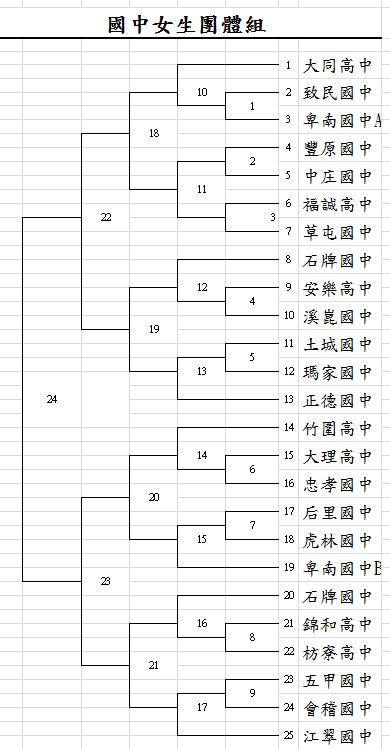 國中女生團體組
1 大同高中
10
2 致民國中
1
3 卑南國中A
18
4 豐原國中
2
5 中庄國中
11
6 福誠高中
3
7 草屯國中
22
8 石牌國中
12
9 安樂高中
4
10 溪崑國中
19
11 土城國中
5
12 瑪家國中
13
13 正德國中
24
14 竹圍高中
14
15 大理高中
6
16 忠孝國中
20
17 后里國中
7
18 虎林國中
15
19 卑南國中B
23
20 石牌國中
16
21 錦和高中
8
22 枋寮高中
21
23 五甲國中
9
24 會稽國中
17
25 江翠國中